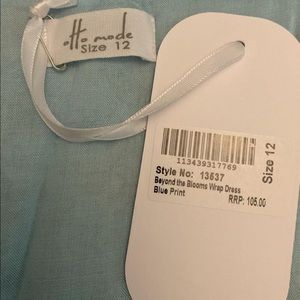 otto mode
Size 12
113439317769
Style No: 13537
Beyond the Blooms Wrap Dress
Blue Print
RRP: 105.00
Size 12